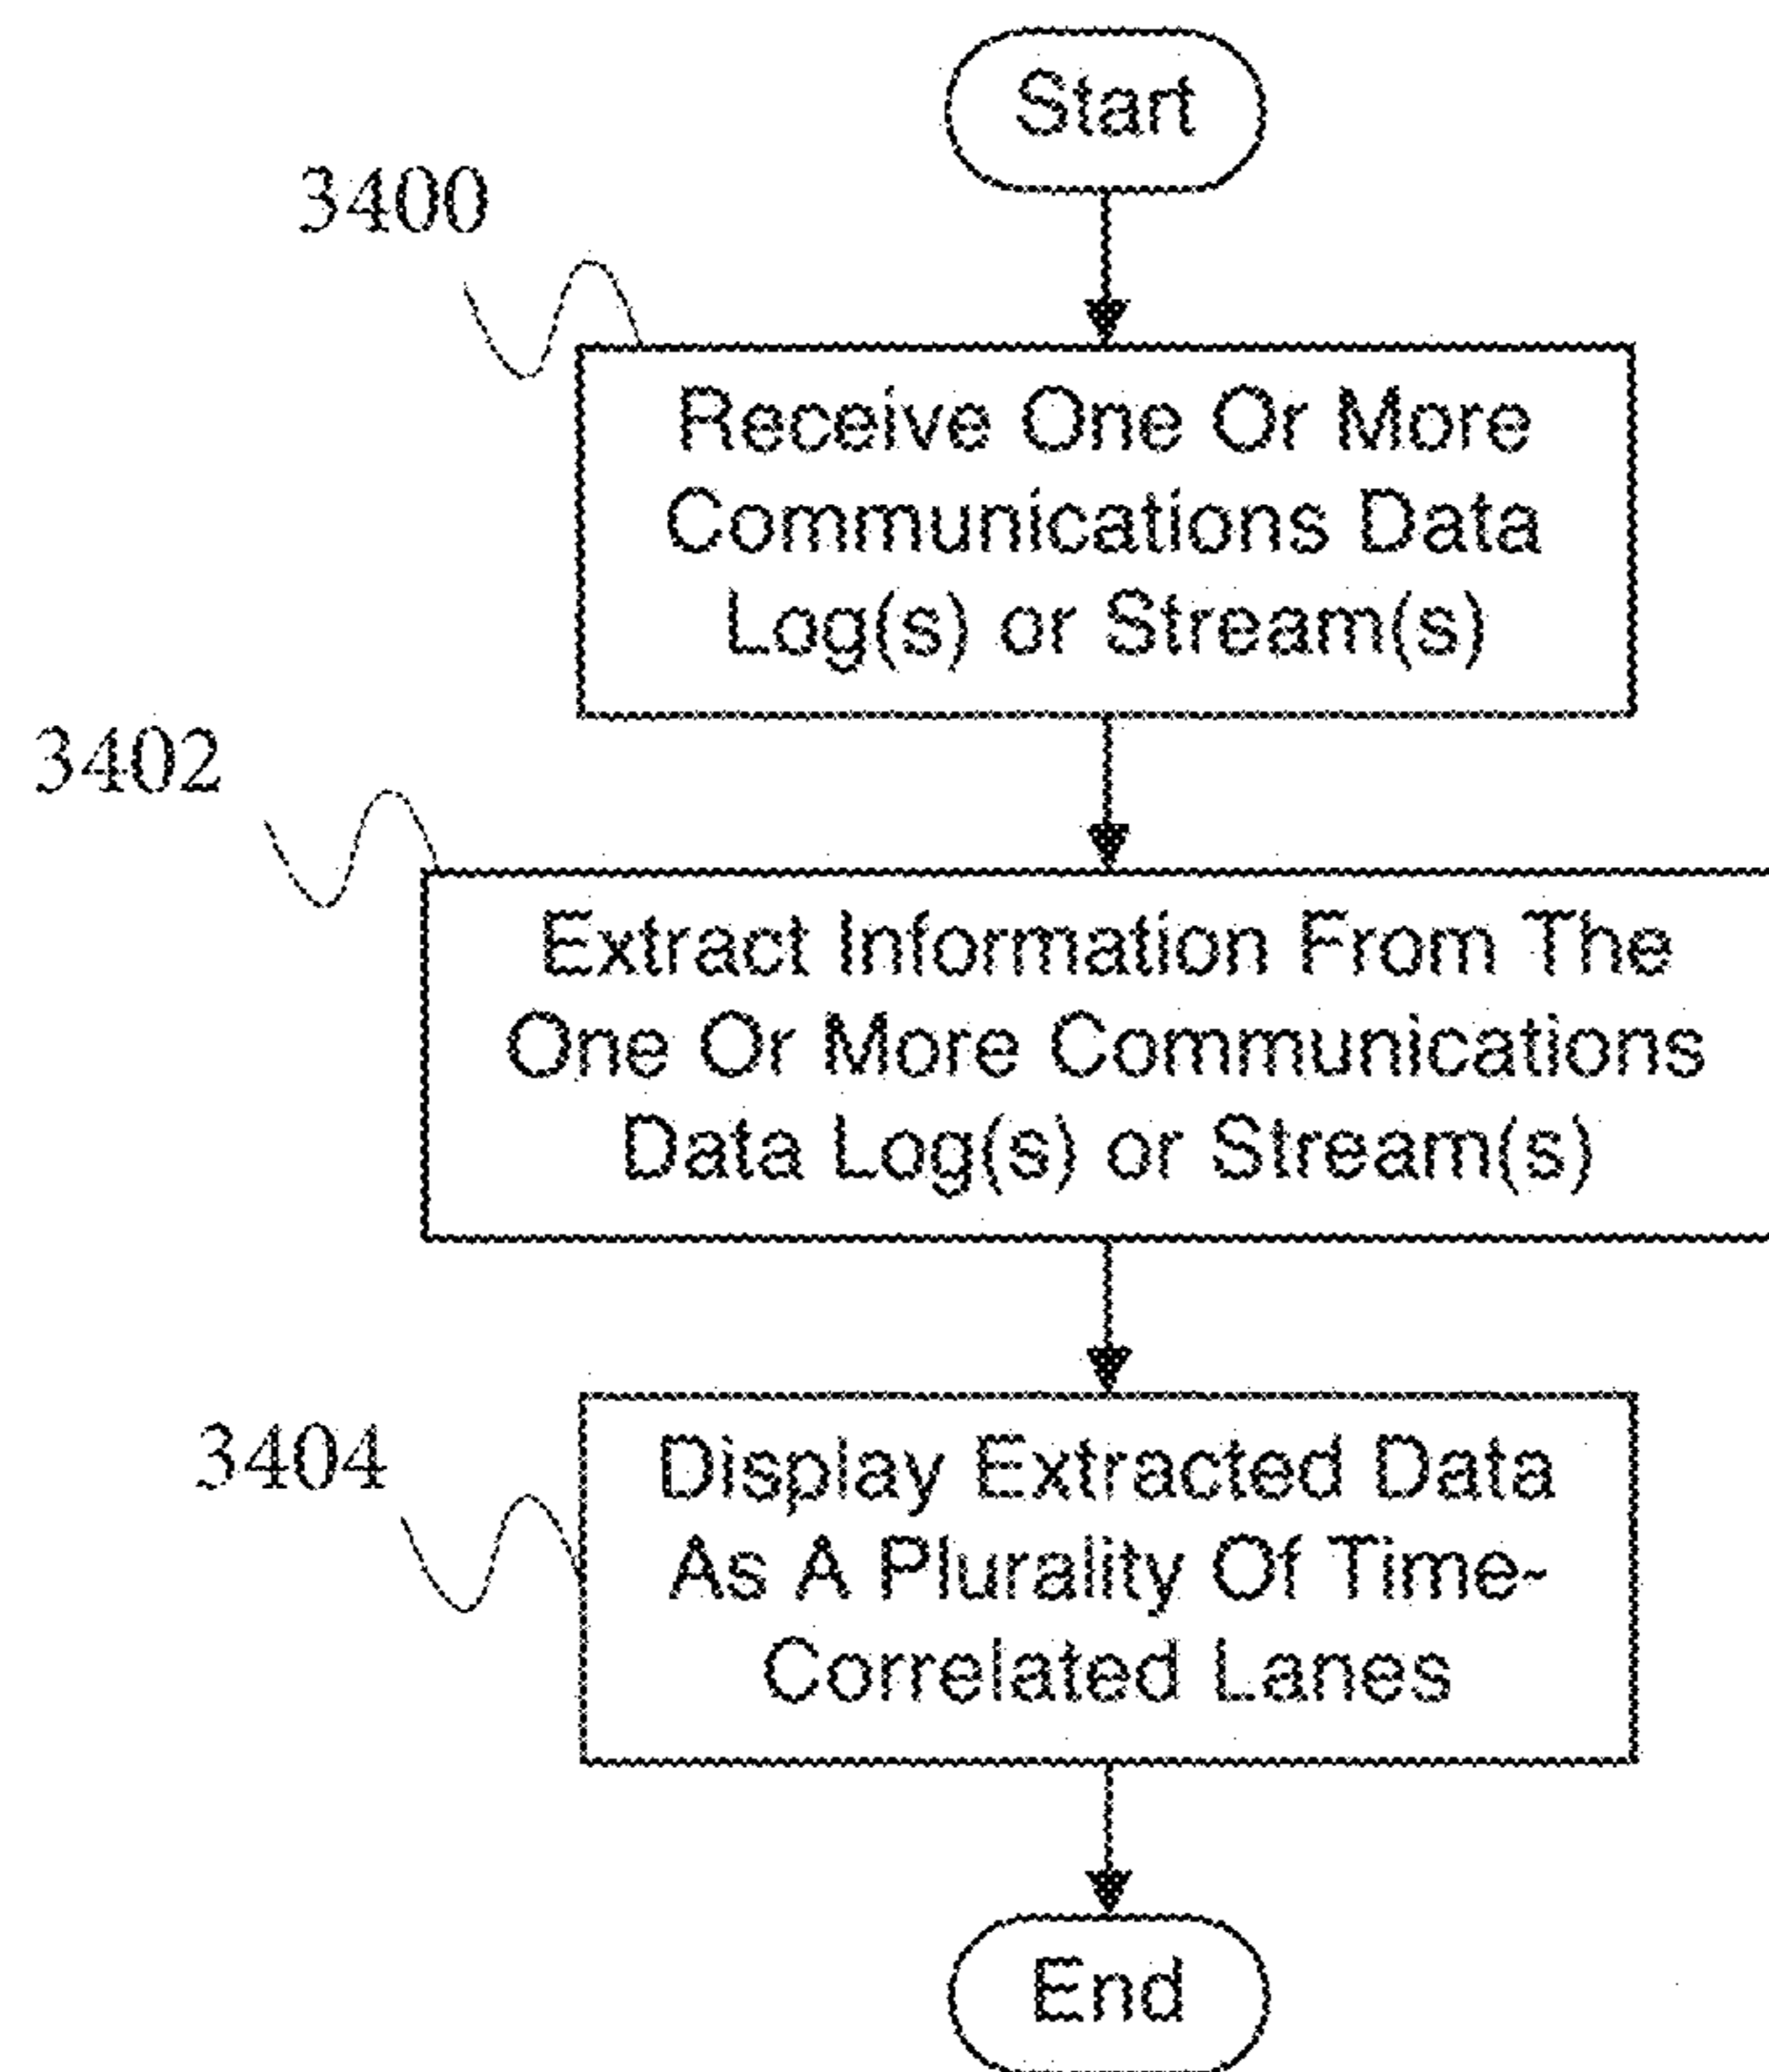 Start
3400
Receive One Or More
Communications Data
Log(s) or Stream(s)
3402
Extract Information From The
One Or More Communications
Data Log(s) or Stream(s)
3404
Display Extracted Data
As A Plurality Of Time-
Correlated Lanes
End